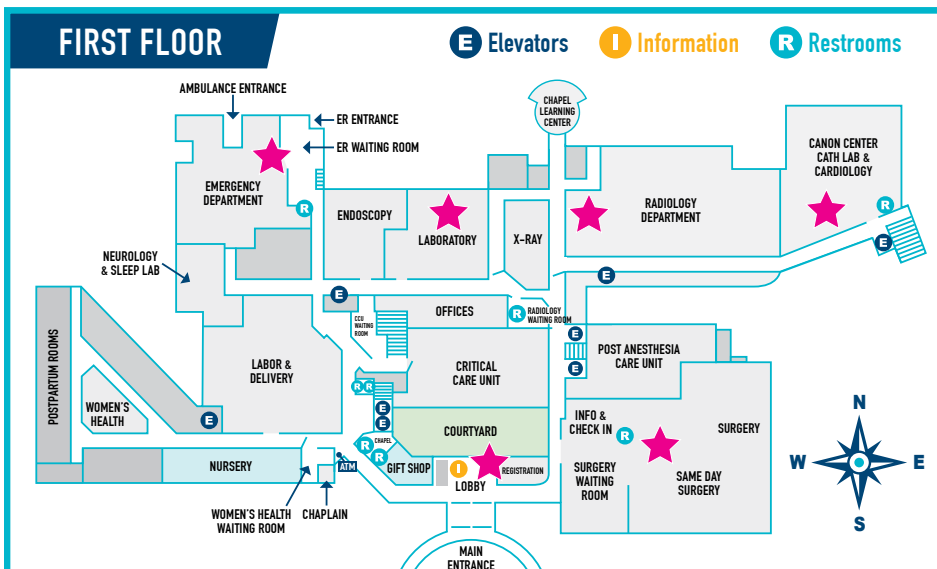 FIRST FLOOR
E Elevators
I Information
R Restrooms
AMBULANCE ENTRANCE
ER ENTRANCE
ER WAITING ROOM
EMERGENCY
DEPARTMENT
R
NEUROLOGY
& SLEEP LAB
ENDOSCOPY
LABORATORY
CHAPEL
LEARNING
CENTER
X-RAY
RADIOLOGY
DEPARTMENT
CANON CENTER
CATH LAB &
CARDIOLOGY
R
E
E
E
CCU
WAITING
ROOM
OFFICES
R
RADIOLOGY
WAITING ROOM
E
E
POST ANESTHESIA
CARE UNIT
POSTPARTUM ROOMS
WOMEN'S
HEALTH
LABOR &
DELIVERY
E
CRITICAL
CARE UNIT
R R
E
E
COURTYARD
R
CHAPEL
R
GIFT SHOP
I
LOBBY
REGISTRATION
INFO &
CHECK IN
R
SURGERY
SURGERY
WAITING
ROOM
SAME DAY
SURGERY
NURSERY
ATM
WOMEN'S HEALTH
WAITING ROOM
CHAPLAIN
MAIN
ENTRANCE
N
W
E
S